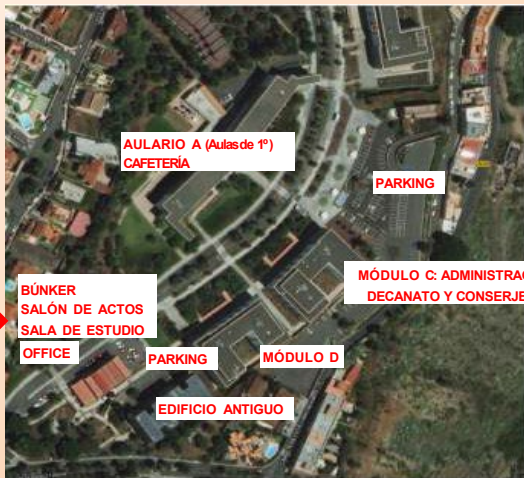 AULARIO A (Aulas de 1º)
CAFETERÍA
PARKING
MÓDULO C: ADMINISTRAC
DECANATO Y CONSERJE
BÚNKER
SALÓN DE ACTOS
SALA DE ESTUDIO
OFFICE
PARKING
MÓDULO D
EDIFICIO ANTIGUO